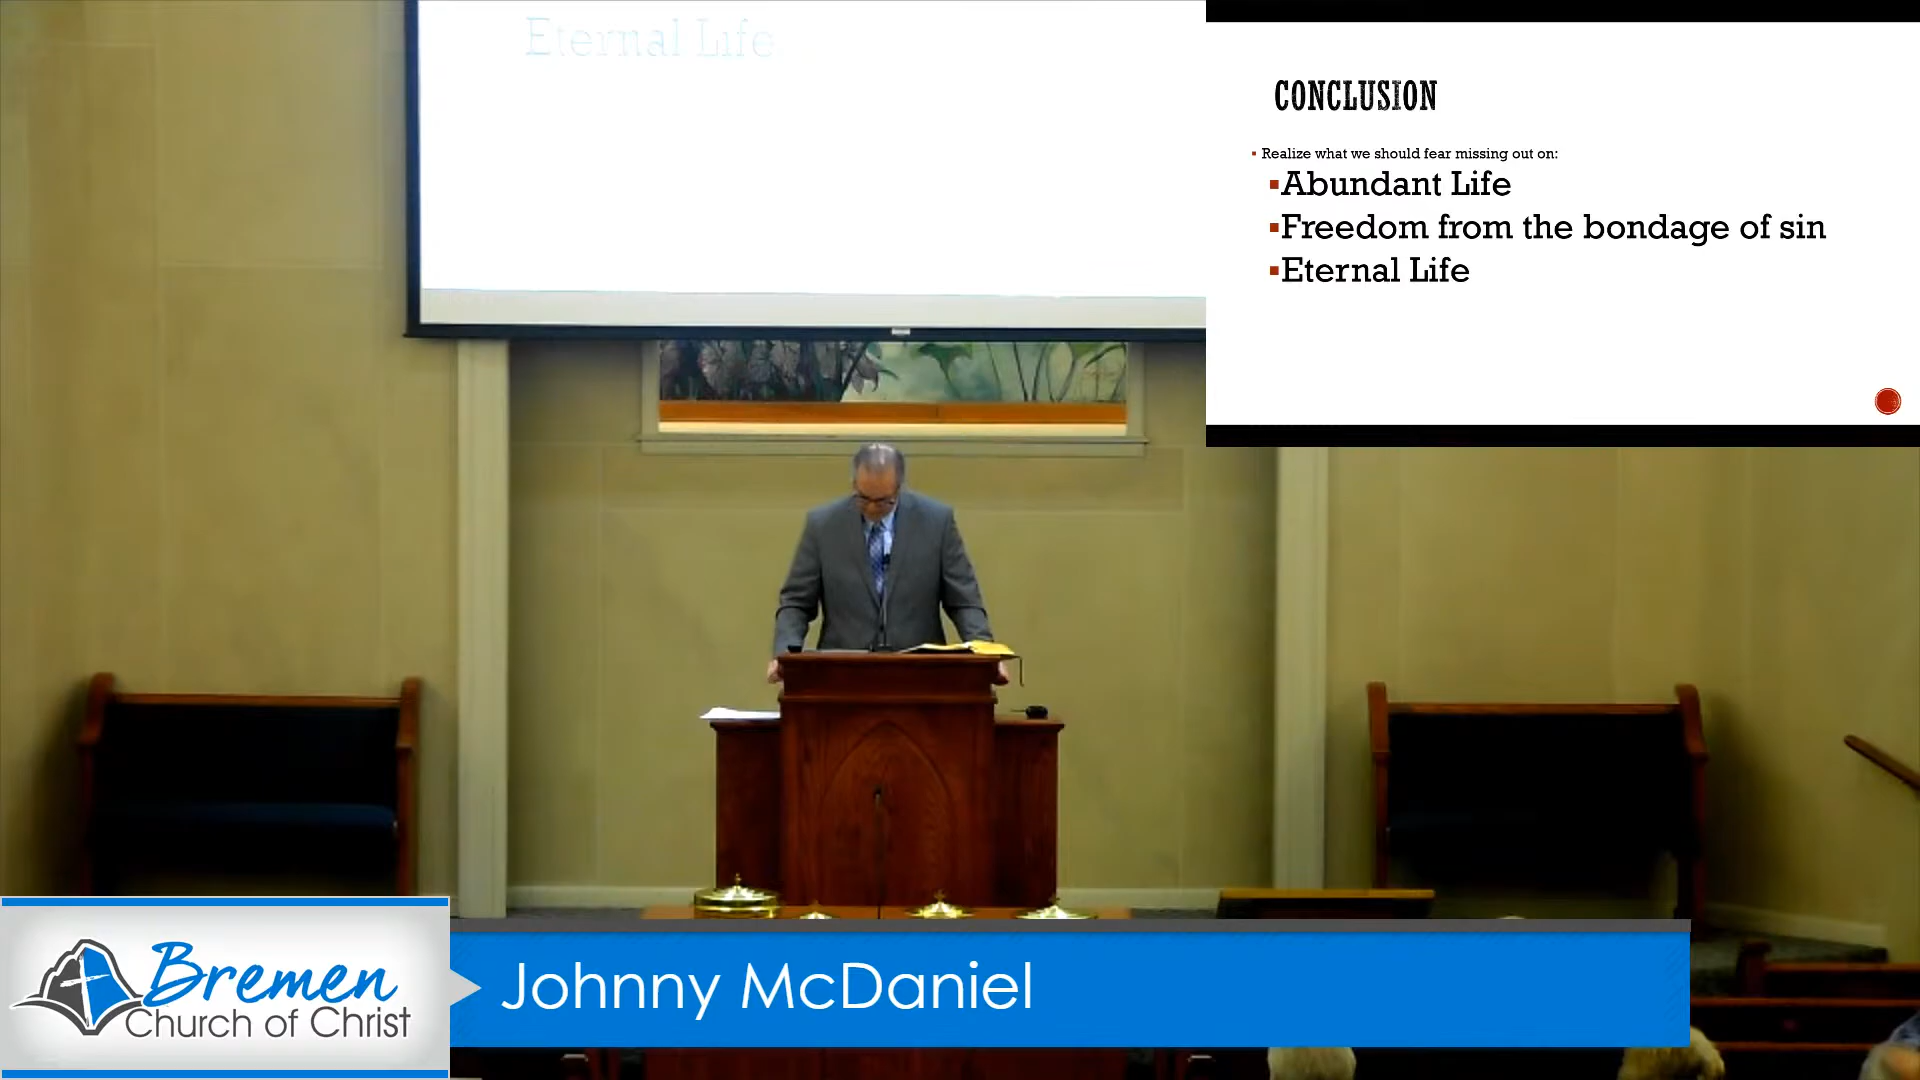 Eternal Life
CONCLUSION
Realize what we should fear missing out on:
Abundant Life
Freedom from the bondage of sin
Eternal Life
Bremen
Church of Christ
Johnny McDaniel